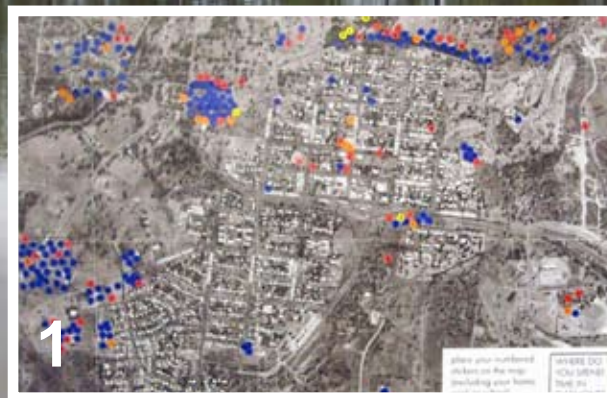 1
place your numbered
stickers on the map
(including your home
WHERE DO
YOU SPEND
TIME IN